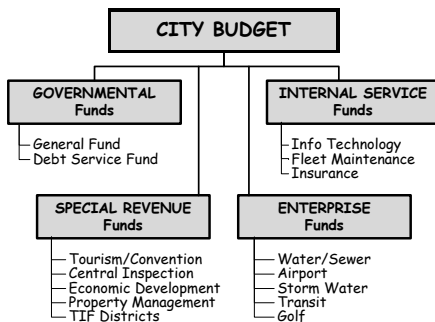 CITY BUDGET
GOVERNMENTAL
Funds
General Fund
Debt Service Fund
INTERNAL SERVICE
Funds
Info Technology
Fleet Maintenance
Insurance
SPECIAL REVENUE
Funds
Tourism/Convention
Central Inspection
Economic Development
Property Management
TIF Districts
ENTERPRISE
Funds
Water/Sewer
Airport
Storm Water
Transit
Golf